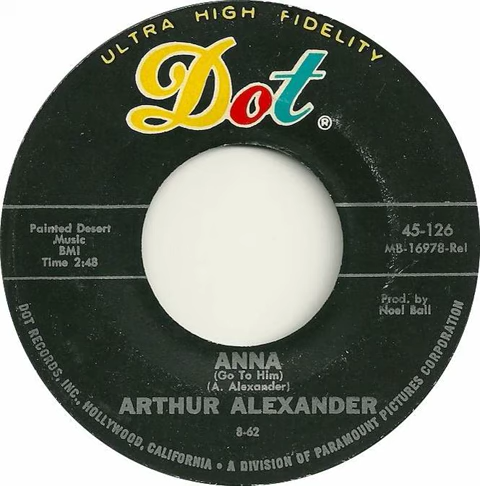 ULTRA HIGH FIDELITY
Dot®
Painted Desert
Music
BMI
Time 2:48
45-126
MB-16978-Rel
Prod. by
Noel Ball
ANNA
(Go To Him)
(A. Alexander)
ARTHUR ALEXANDER
8-62
DOT RECORDS, INC., HOLLYWOOD, CALIFORNIA • A DIVISION OF PARAMOUNT PICTURES CORPORATION